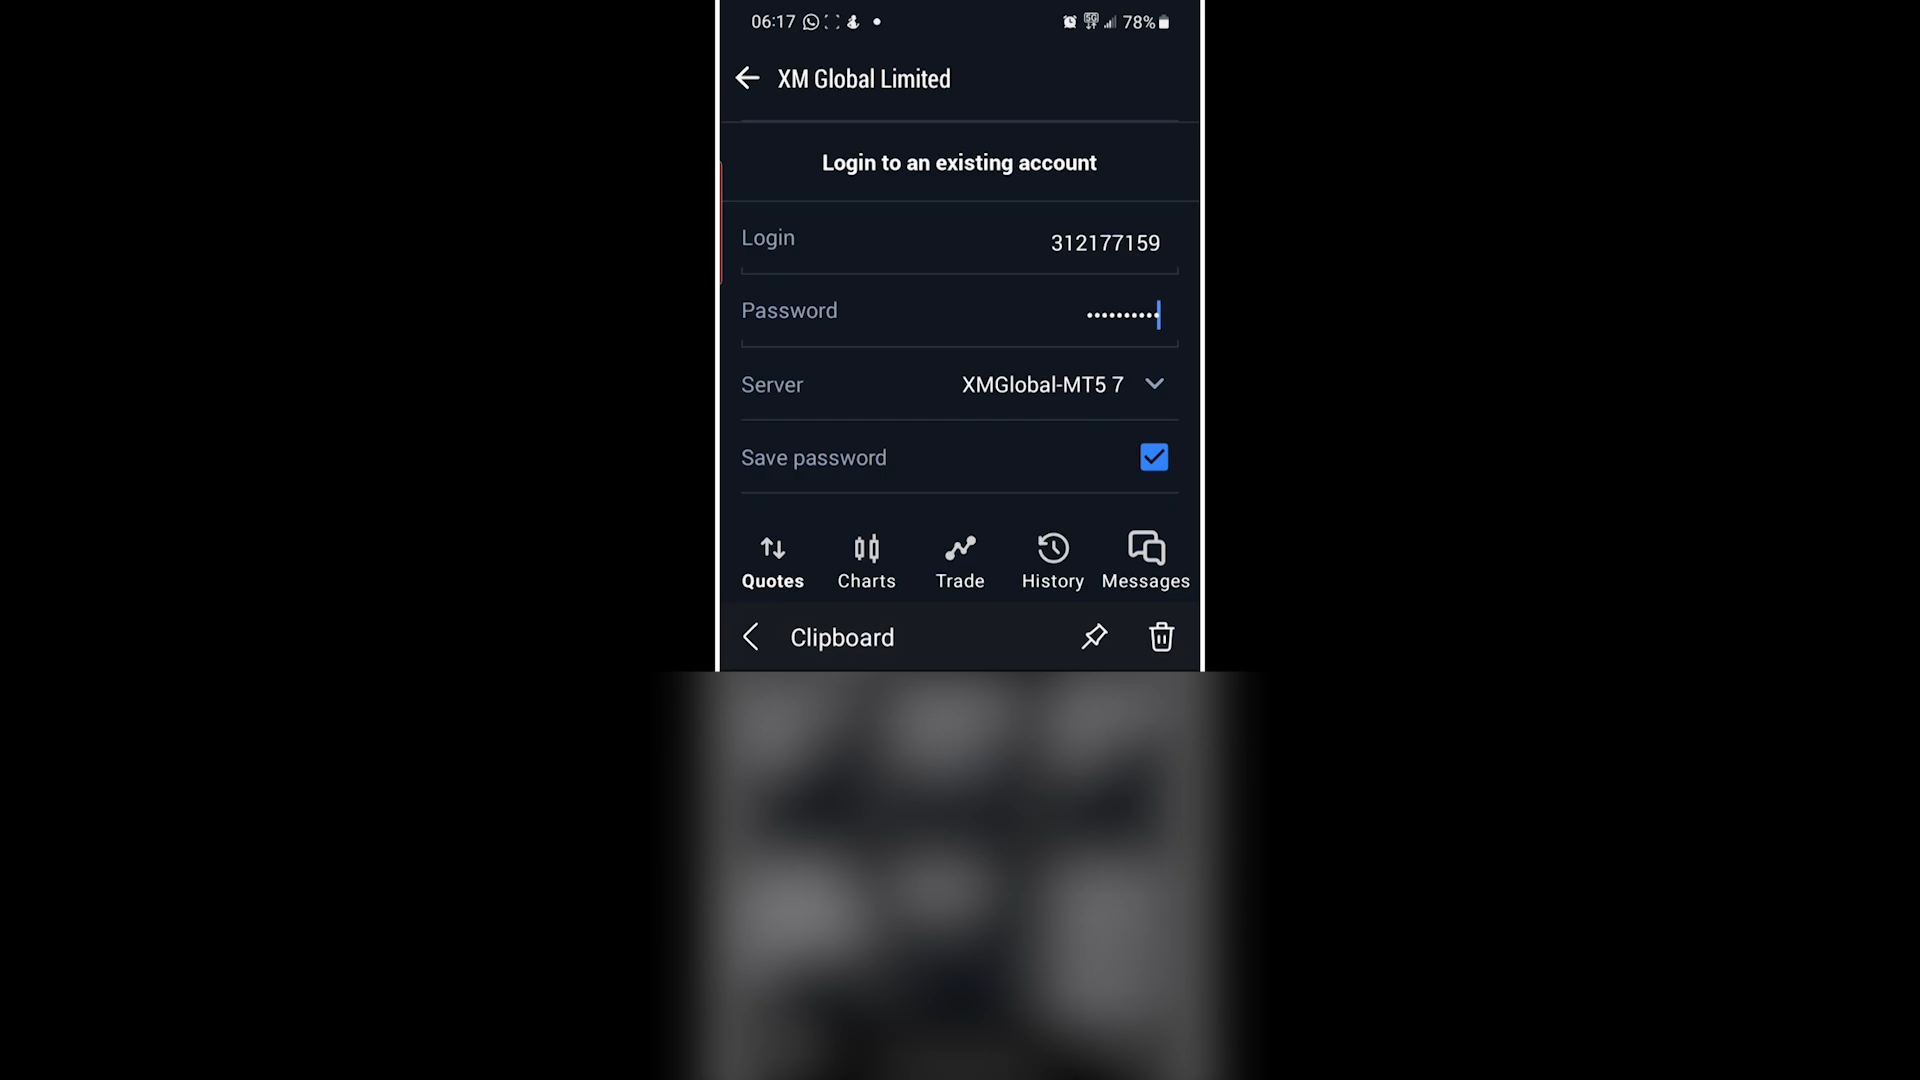 06:17 78%
XM Global Limited
Login to an existing account
Login 312177159
Password ••••••••••
Server XMGlobal-MT5 7
Save password
Quotes Charts Trade History Messages
Clipboard